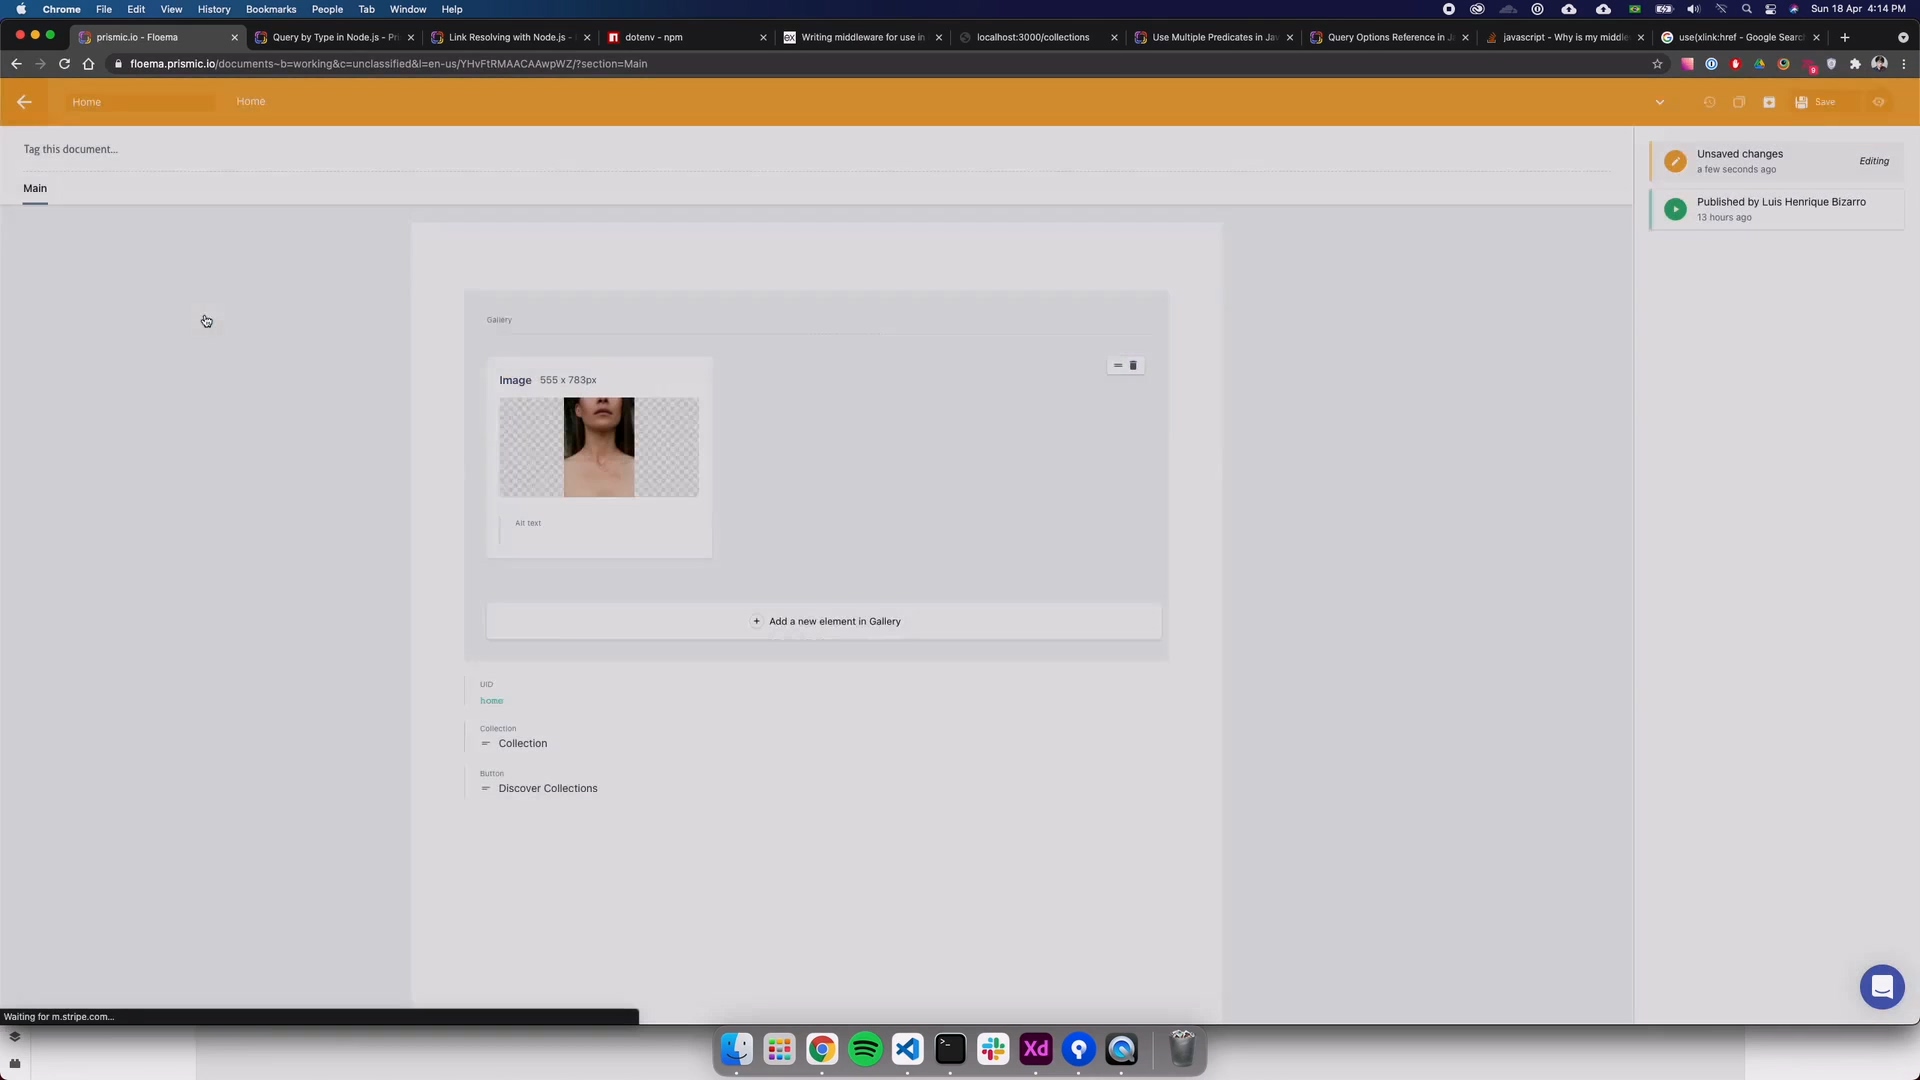 Chrome File Edit View History Bookmarks People Tab Window Help Sun 18 Apr 4:14 PM
prismic.io - Floema
Query by Type in Node.js - Pri
Link Resolving with Node.js -
dotenv - npm
Writing middleware for use in
localhost:3000/collections
Use Multiple Predicates in Jav
Query Options Reference in Ja
javascript - Why is my middle
use(xlink:href - Google Search
floema.prismic.io/documents~b=working&c=unclassified&l=en-us/YHvFtRMAACAAwpWZ/?section=Main
9
Home Home Save
Tag this document...
Main
Unsaved changes
a few seconds ago
Editing
Published by Luis Henrique Bizarro
13 hours ago
Gallery
Image 555 x 783px
Alt text
+ Add a new element in Gallery
UID
home
Collection
Collection
Button
Discover Collections
Waiting for m.stripe.com...
Xd